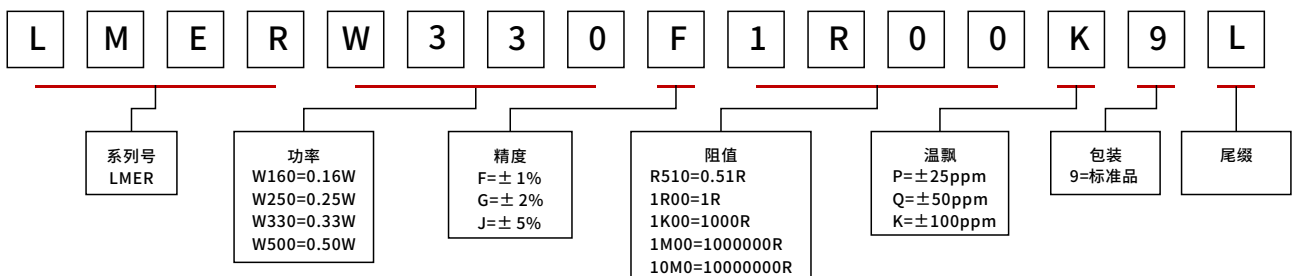 L M E R W 3 3 0 F 1 R 0 0 K 9 L
系列号
LMER
功率
W160=0.16W
W250=0.25W
W330=0.33W
W500=0.50W
精度
F=± 1%
G=± 2%
J=± 5%
阻值
R510=0.51R
1R00=1R
1K00=1000R
1M00=1000000R
10M0=10000000R
温飘
P=±25ppm
Q=±50ppm
K=±100ppm
包装
9=标准品
尾缀